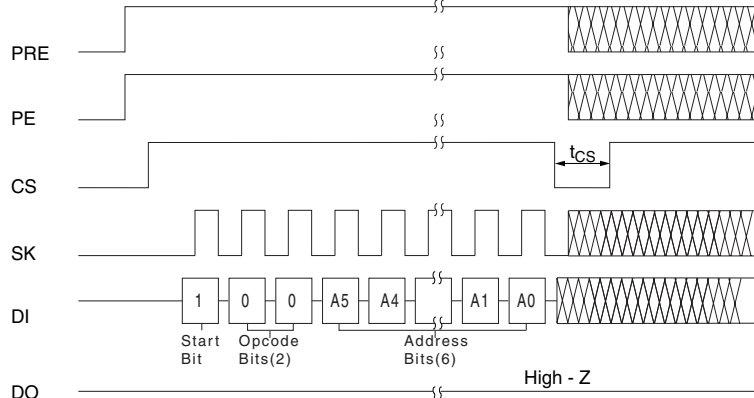 PRE
PE
CS
tCS
SK
DI
1 0 0 A5 A4 A1 A0
Start Bit
Opcode Bits(2)
Address Bits(6)
DO
High - Z